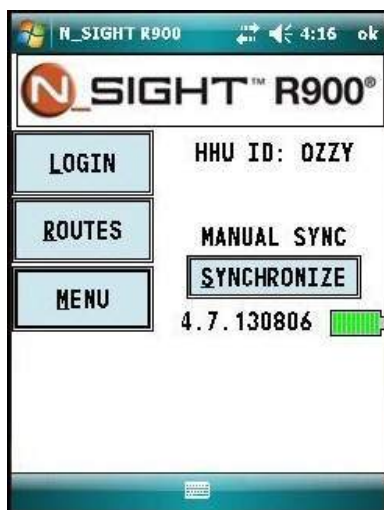 N_SIGHT R900 4:16 ok
N_SIGHT™ R900®
LOGIN
HHU ID: OZZY
ROUTES
MANUAL SYNC
SYNCHRONIZE
MENU
4.7.130806